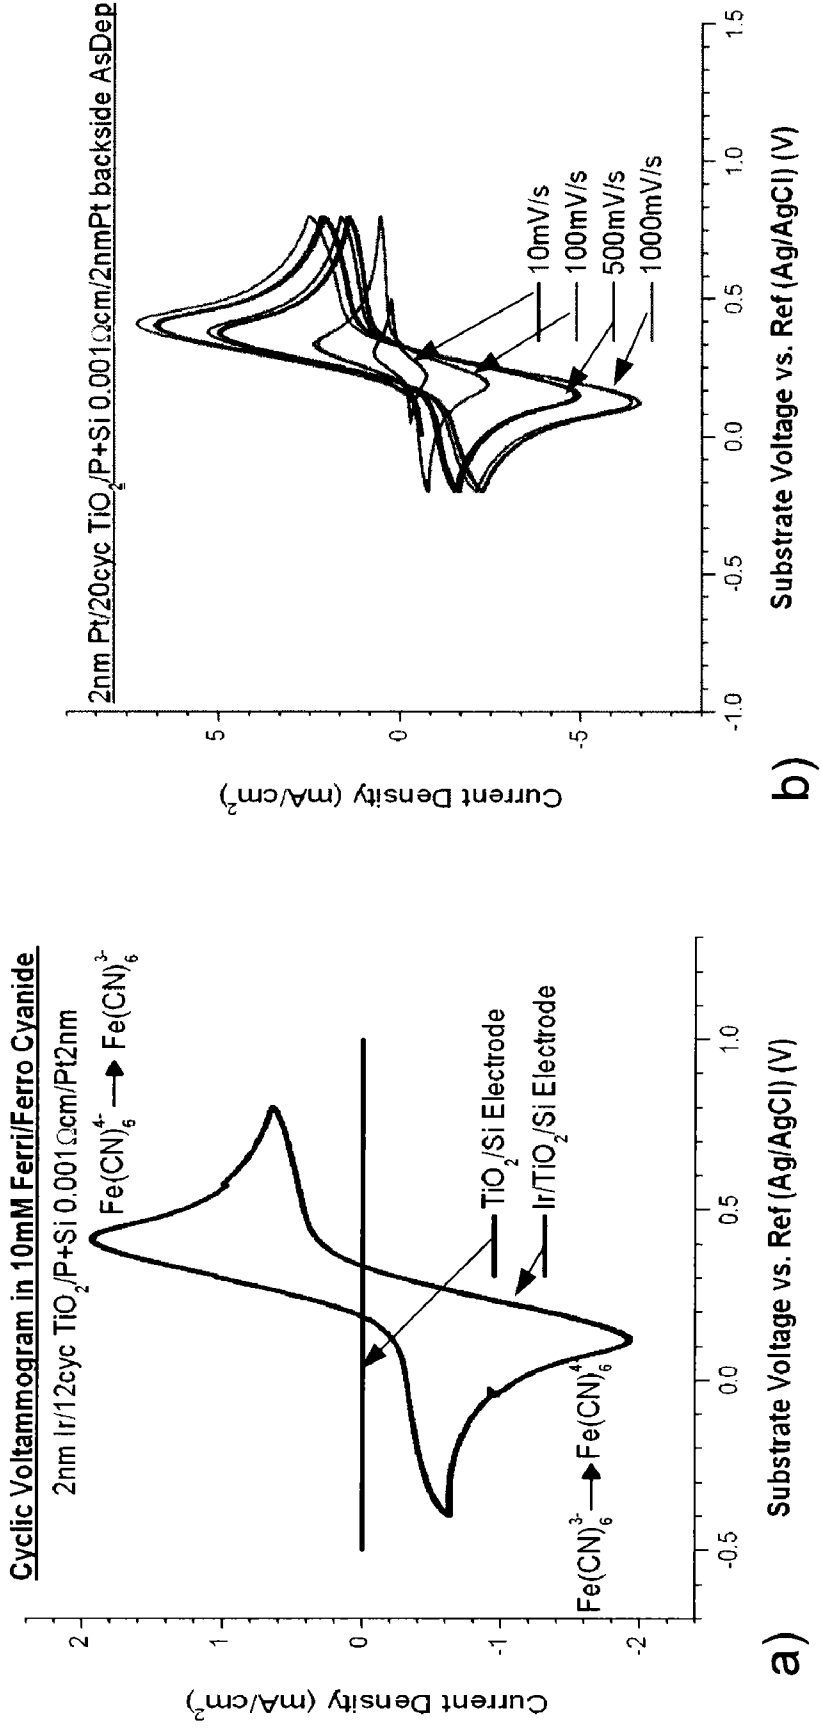 Cyclic Voltammogram in 10mM Ferri/Ferro Cyanide
2nm Ir/12cyc TiO2/P+Si 0.001Ωcm/Pt2nm
Fe(CN)6^4- → Fe(CN)6^3-
2
1
0
-1
-2
Current Density (mA/cm²)
TiO2/Si Electrode
Ir/TiO2/Si Electrode
Fe(CN)6^3- → Fe(CN)6^4-
-0.5
0.0
0.5
1.0
Substrate Voltage vs. Ref (Ag/AgCl) (V)
a)
2nm Pt/20cyc TiO2/P+Si 0.001Ωcm/2nmPt backside AsDep
5
0
-5
Current Density (mA/cm²)
10mV/s
100mV/s
500mV/s
1000mV/s
-1.0
-0.5
0.0
0.5
1.0
1.5
Substrate Voltage vs. Ref (Ag/AgCl) (V)
b)